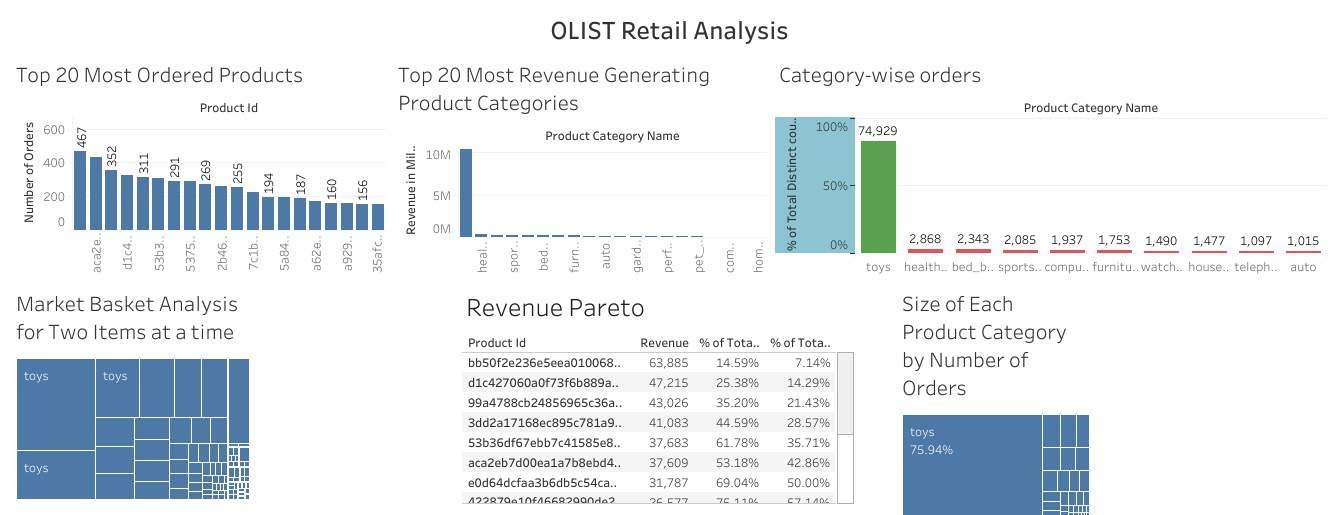 OLIST Retail Analysis
Top 20 Most Ordered Products
Product Id
Number of Orders
600
400
200
0
467
352
311
291
269
255
194
187
160
156
aca2e..
d1c4..
53b3..
5375..
2b46..
7c1b..
5a84..
a62e..
a929..
35afc..
Top 20 Most Revenue Generating
Product Categories
Product Category Name
Revenue in Mil..
10M
5M
0M
heal..
spor..
bed..
furn..
auto
gard..
perf..
pet_..
com..
hom..
Category-wise orders
Product Category Name
% of Total Distinct cou..
100%
50%
0%
74,929
2,868
2,343
2,085
1,937
1,753
1,490
1,477
1,097
1,015
toys
health..
bed_b..
sports..
compu..
furnitu..
watch..
house..
teleph..
auto
Market Basket Analysis
for Two Items at a time
toys
toys
toys
Revenue Pareto
Product Id Revenue % of Tota.. % of Tota..
bb50f2e236e5eea010068.. 63,885 14.59% 7.14%
d1c427060a0f73f6b889a.. 47,215 25.38% 14.29%
99a4788cb24856965c36a.. 43,026 35.20% 21.43%
3dd2a17168ec895c781a9.. 41,083 44.59% 28.57%
53b36df67ebb7c41585e8.. 37,683 61.78% 35.71%
aca2eb7d00ea1a7b8ebd4.. 37,609 53.18% 42.86%
e0d64dcfaa3b6db5c54ca.. 31,787 69.04% 50.00%
422879e10f46682990de2.. 26,577 75.11% 57.14%
Size of Each
Product Category
by Number of
Orders
toys
75.94%